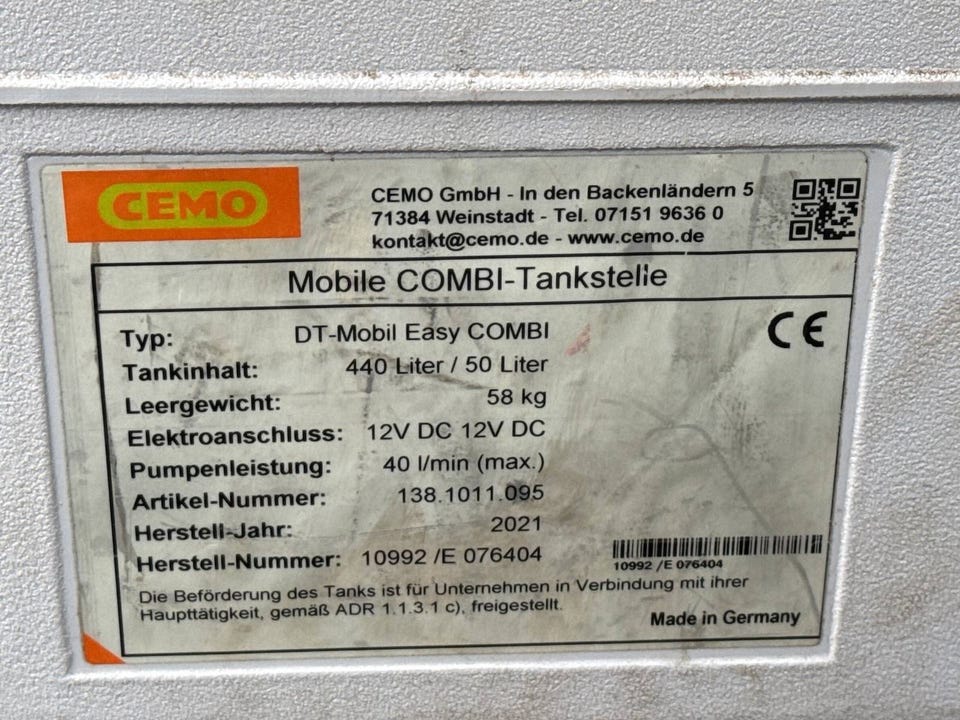 CEMO
CEMO GmbH - In den Backenländern 5
71384 Weinstadt - Tel. 07151 9636 0
kontakt@cemo.de - www.cemo.de
Mobile COMBI-Tankstelle
CE
Typ: DT-Mobil Easy COMBI
Tankinhalt: 440 Liter / 50 Liter
Leergewicht: 58 kg
Elektroanschluss: 12V DC 12V DC
Pumpenleistung: 40 l/min (max.)
Artikel-Nummer: 138.1011.095
Herstell-Jahr: 2021
Herstell-Nummer: 10992 /E 076404
10992 /E 076404
Die Beförderung des Tanks ist für Unternehmen in Verbindung mit ihrer
Haupttätigkeit, gemäß ADR 1.1.3.1 c), freigestellt.
Made in Germany